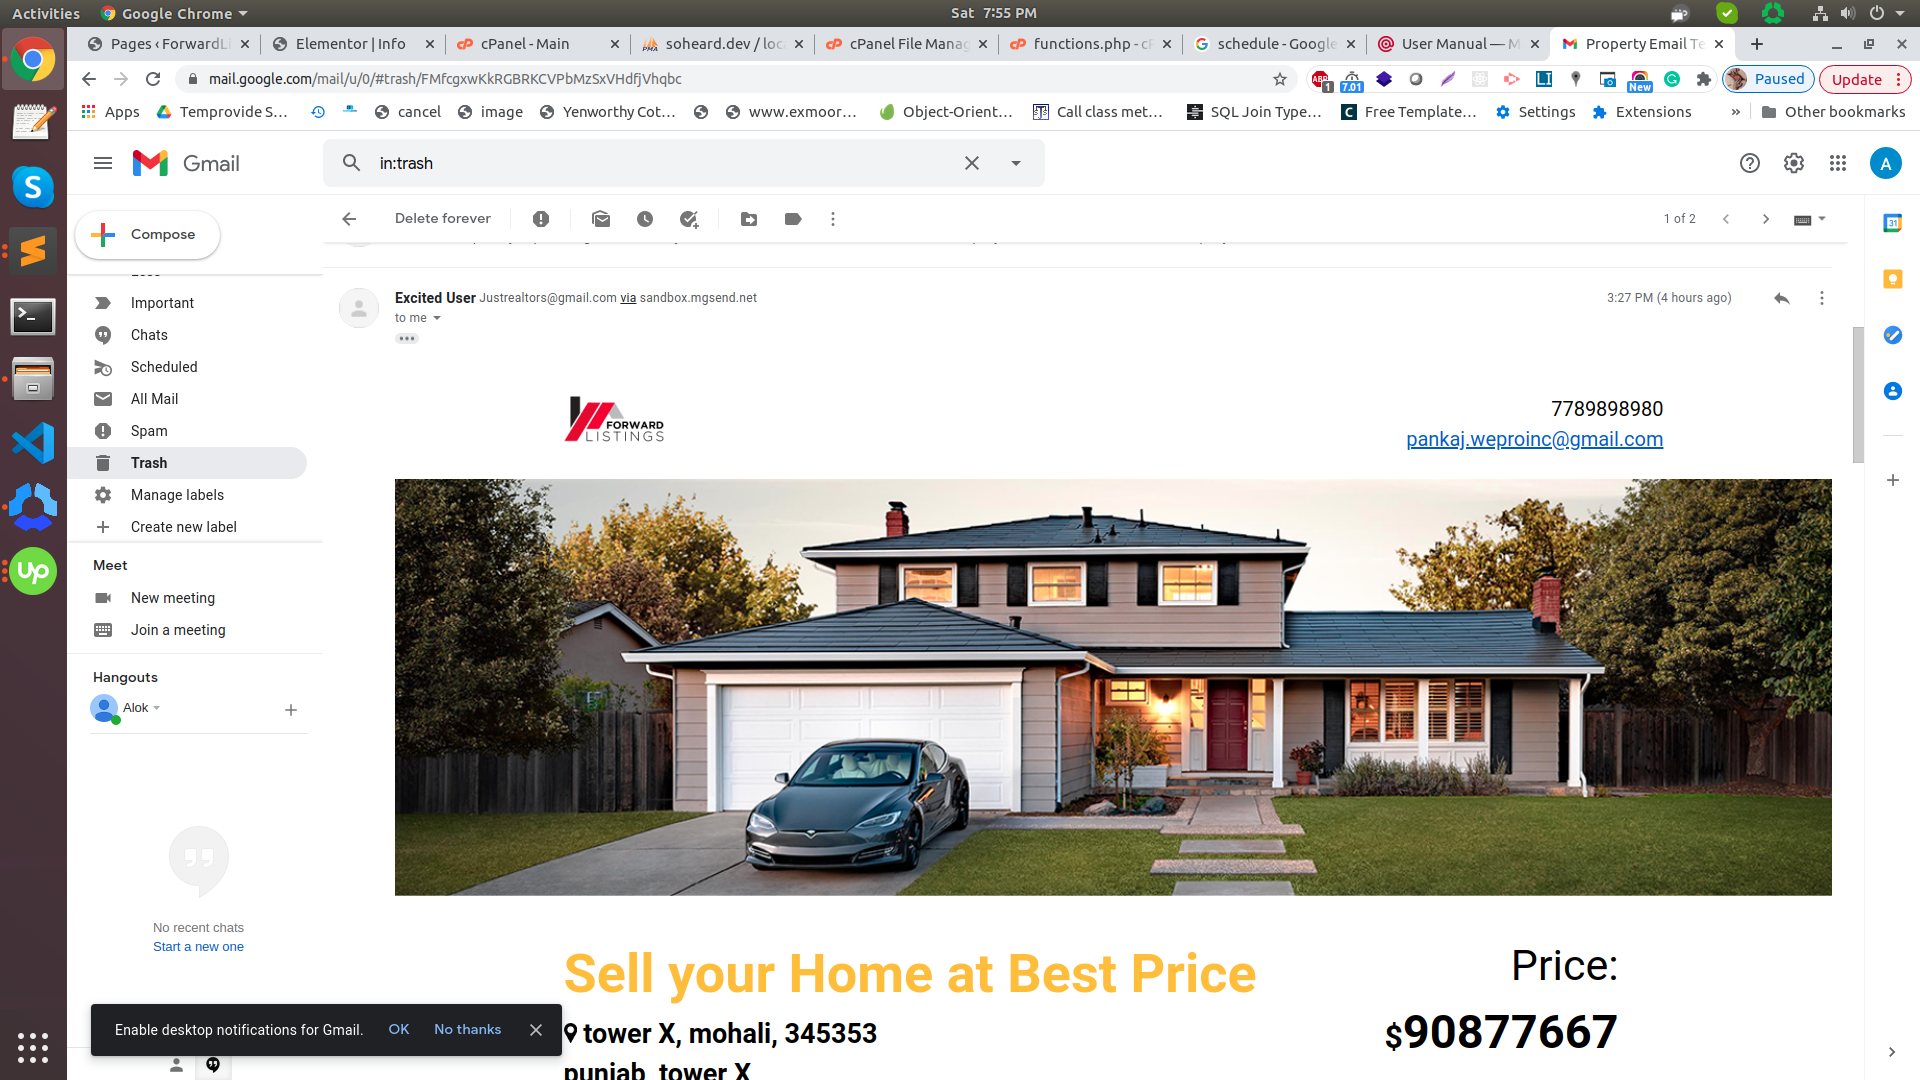 Activities Google Chrome Sat 7:55 PM
Pages ‹ ForwardLi Elementor | Info cPanel - Main soheard.dev / loc cPanel File Manag functions.php - cP schedule - Google User Manual — M Property Email Te
mail.google.com/mail/u/0/#trash/FMfcgxwKkRGBRKCVPbMzSxVHdfjVhqbc ABP 1 7.01 New Paused Update
Apps Temprovide S... cancel image Yenworthy Cot... www.exmoor... Object-Orient... Call class met... SQL Join Type... Free Template... Settings Extensions » Other bookmarks
Gmail in:trash A
Compose Delete forever 1 of 2
Important
Chats
Scheduled
All Mail
Spam
Trash
Manage labels
Create new label
Meet
New meeting
Join a meeting
Hangouts
Alok
No recent chats
Start a new one
Enable desktop notifications for Gmail. OK No thanks
Excited User Justrealtors@gmail.com via sandbox.mgsend.net 3:27 PM (4 hours ago)
to me
FORWARD
LISTINGS
7789898980
pankaj.weproinc@gmail.com
Sell your Home at Best Price
Price:
tower X, mohali, 345353
$90877667
punjab, tower X
31
Up